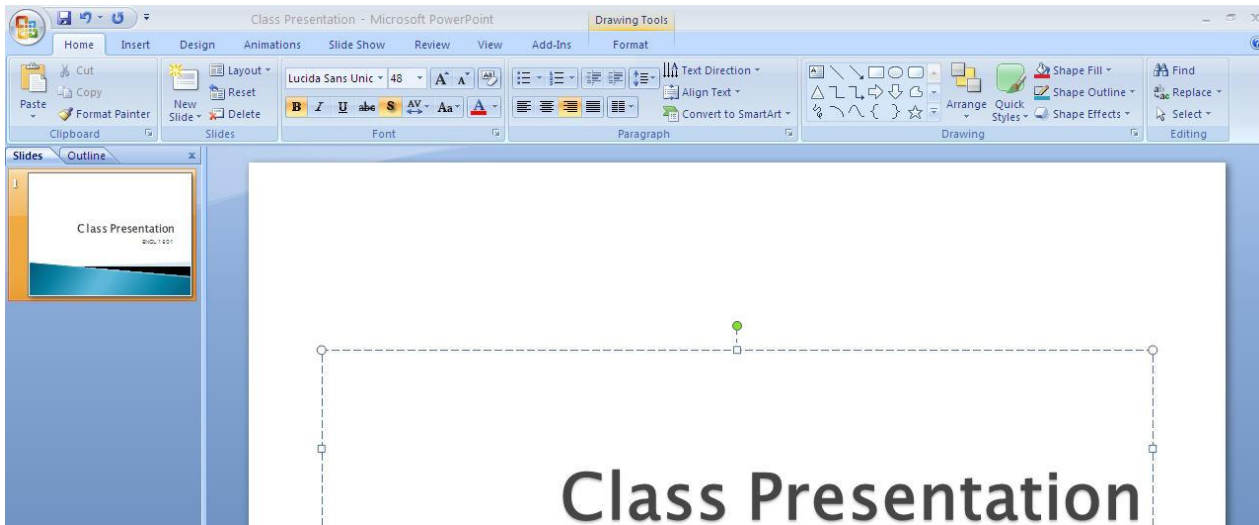 Class Presentation - Microsoft PowerPoint Drawing Tools
Home Insert Design Animations Slide Show Review View Add-Ins Format
Paste
Cut
Copy
Format Painter
Clipboard
New Slide
Layout
Reset
Delete
Slides
Lucida Sans Unic 48 A A
B I U abc S AV Aa A
Font
Text Direction
Align Text
Convert to SmartArt
Paragraph
Arrange
Quick Styles
Shape Fill
Shape Outline
Shape Effects
Drawing
Find
Replace
Select
Editing
Slides Outline x
1
Class Presentation
Class Presentation